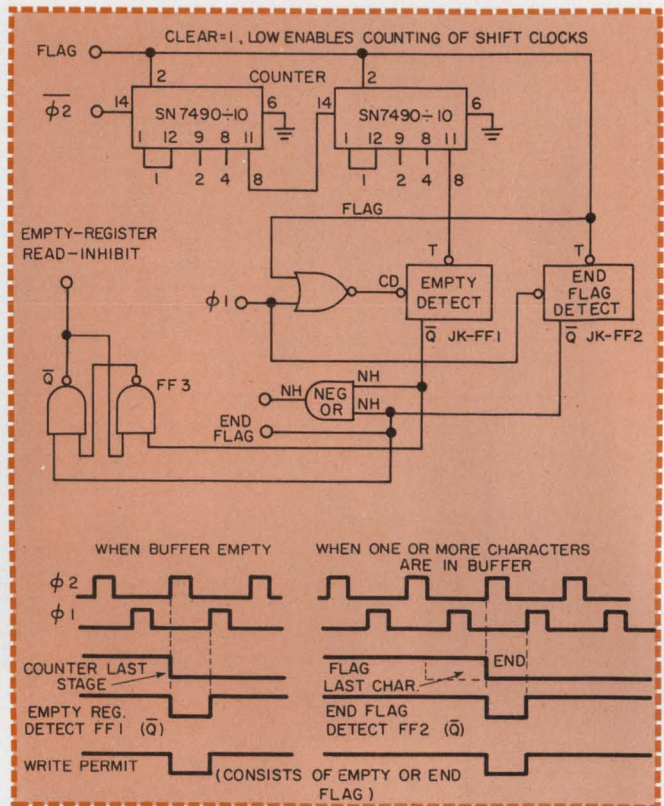 CLEAR=1, LOW ENABLES COUNTING OF SHIFT CLOCKS
FLAG
2 COUNTER 2
φ2 14 SN7490÷10 6 14 SN7490÷10 6
1 12 9 8 11 1 12 9 8 11
1 2 4 8 1 2 4 8
FLAG
EMPTY-REGISTER
READ-INHIBIT
T T
φ1 CD EMPTY DETECT END FLAG DETECT
Q JK-FF1 Q JK-FF2
Q FF3 NH NEG OR NH
NH
END FLAG
WHEN BUFFER EMPTY
WHEN ONE OR MORE CHARACTERS
ARE IN BUFFER
φ2
φ1
COUNTER LAST
STAGE
FLAG END
LAST CHAR.
EMPTY REG.
DETECT FF1 (Q̅)
END FLAG
DETECT FF2 (Q̅)
WRITE PERMIT
(CONSISTS OF EMPTY OR END
FLAG)